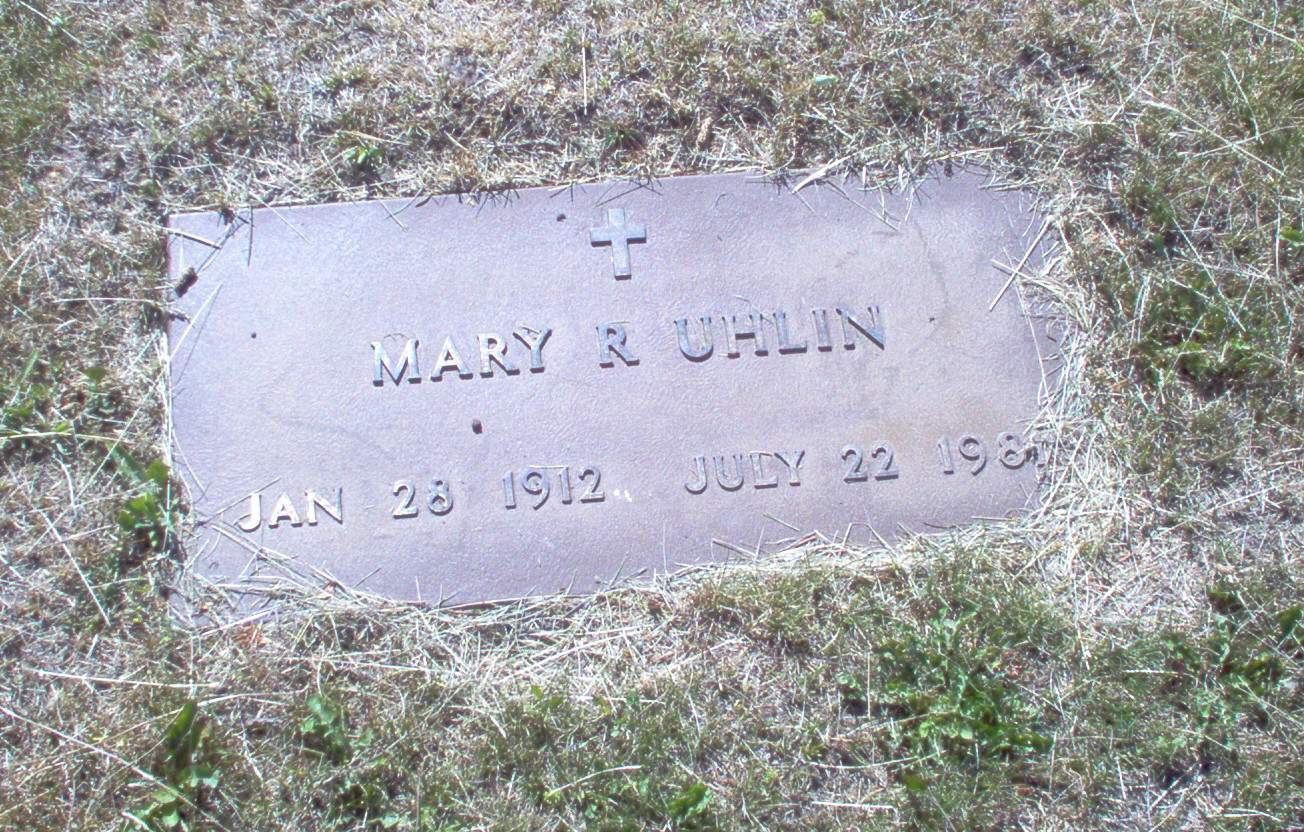 MARY R UHLIN
JAN 28 1912 JULY 22